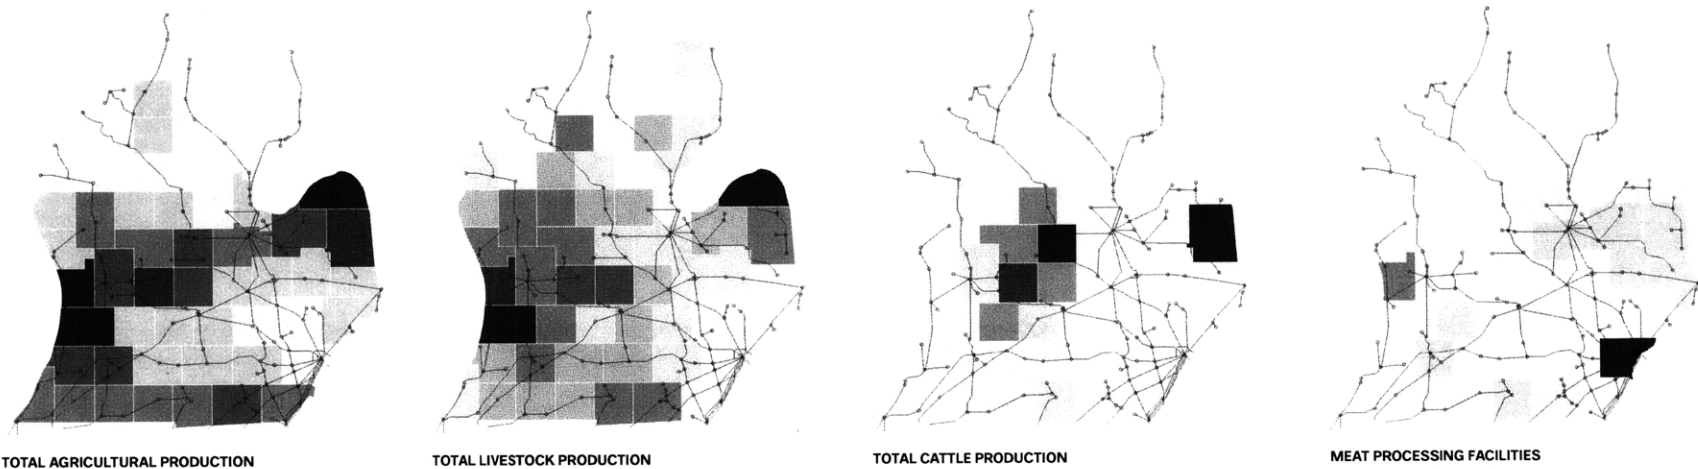 TOTAL AGRICULTURAL PRODUCTION
TOTAL LIVESTOCK PRODUCTION
TOTAL CATTLE PRODUCTION
MEAT PROCESSING FACILITIES